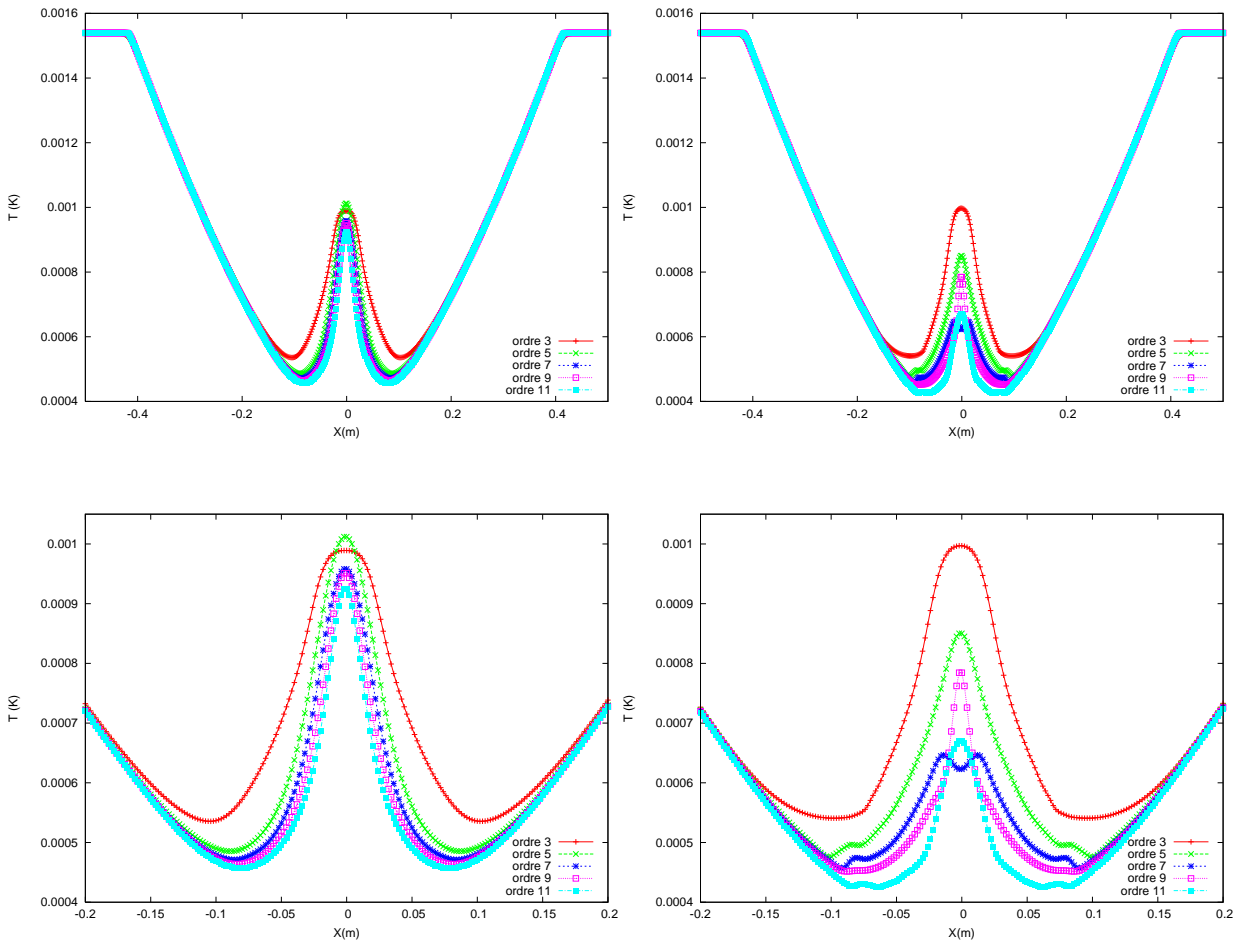 0.0016
0.0014
0.0012
0.001
0.0008
0.0006
0.0004
T (K)
-0.4
-0.2
0
0.2
0.4
X(m)
ordre 3
ordre 5
ordre 7
ordre 9
ordre 11
0.0016
0.0014
0.0012
0.001
0.0008
0.0006
0.0004
T (K)
-0.4
-0.2
0
0.2
0.4
X(m)
ordre 3
ordre 5
ordre 7
ordre 9
ordre 11
0.001
0.0009
0.0008
0.0007
0.0006
0.0005
0.0004
T (K)
-0.2
-0.15
-0.1
-0.05
0
0.05
0.1
0.15
0.2
X(m)
ordre 3
ordre 5
ordre 7
ordre 9
ordre 11
0.001
0.0009
0.0008
0.0007
0.0006
0.0005
0.0004
T (K)
-0.2
-0.15
-0.1
-0.05
0
0.05
0.1
0.15
0.2
X(m)
ordre 3
ordre 5
ordre 7
ordre 9
ordre 11